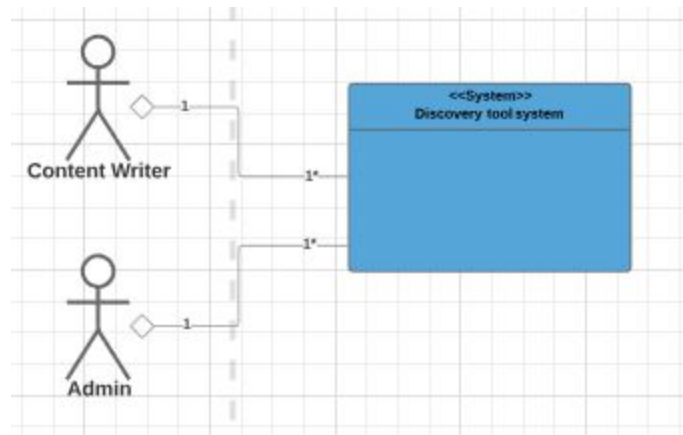 1
<<System>>
Discovery tool system
Content Writer
1*
1*
1
Admin